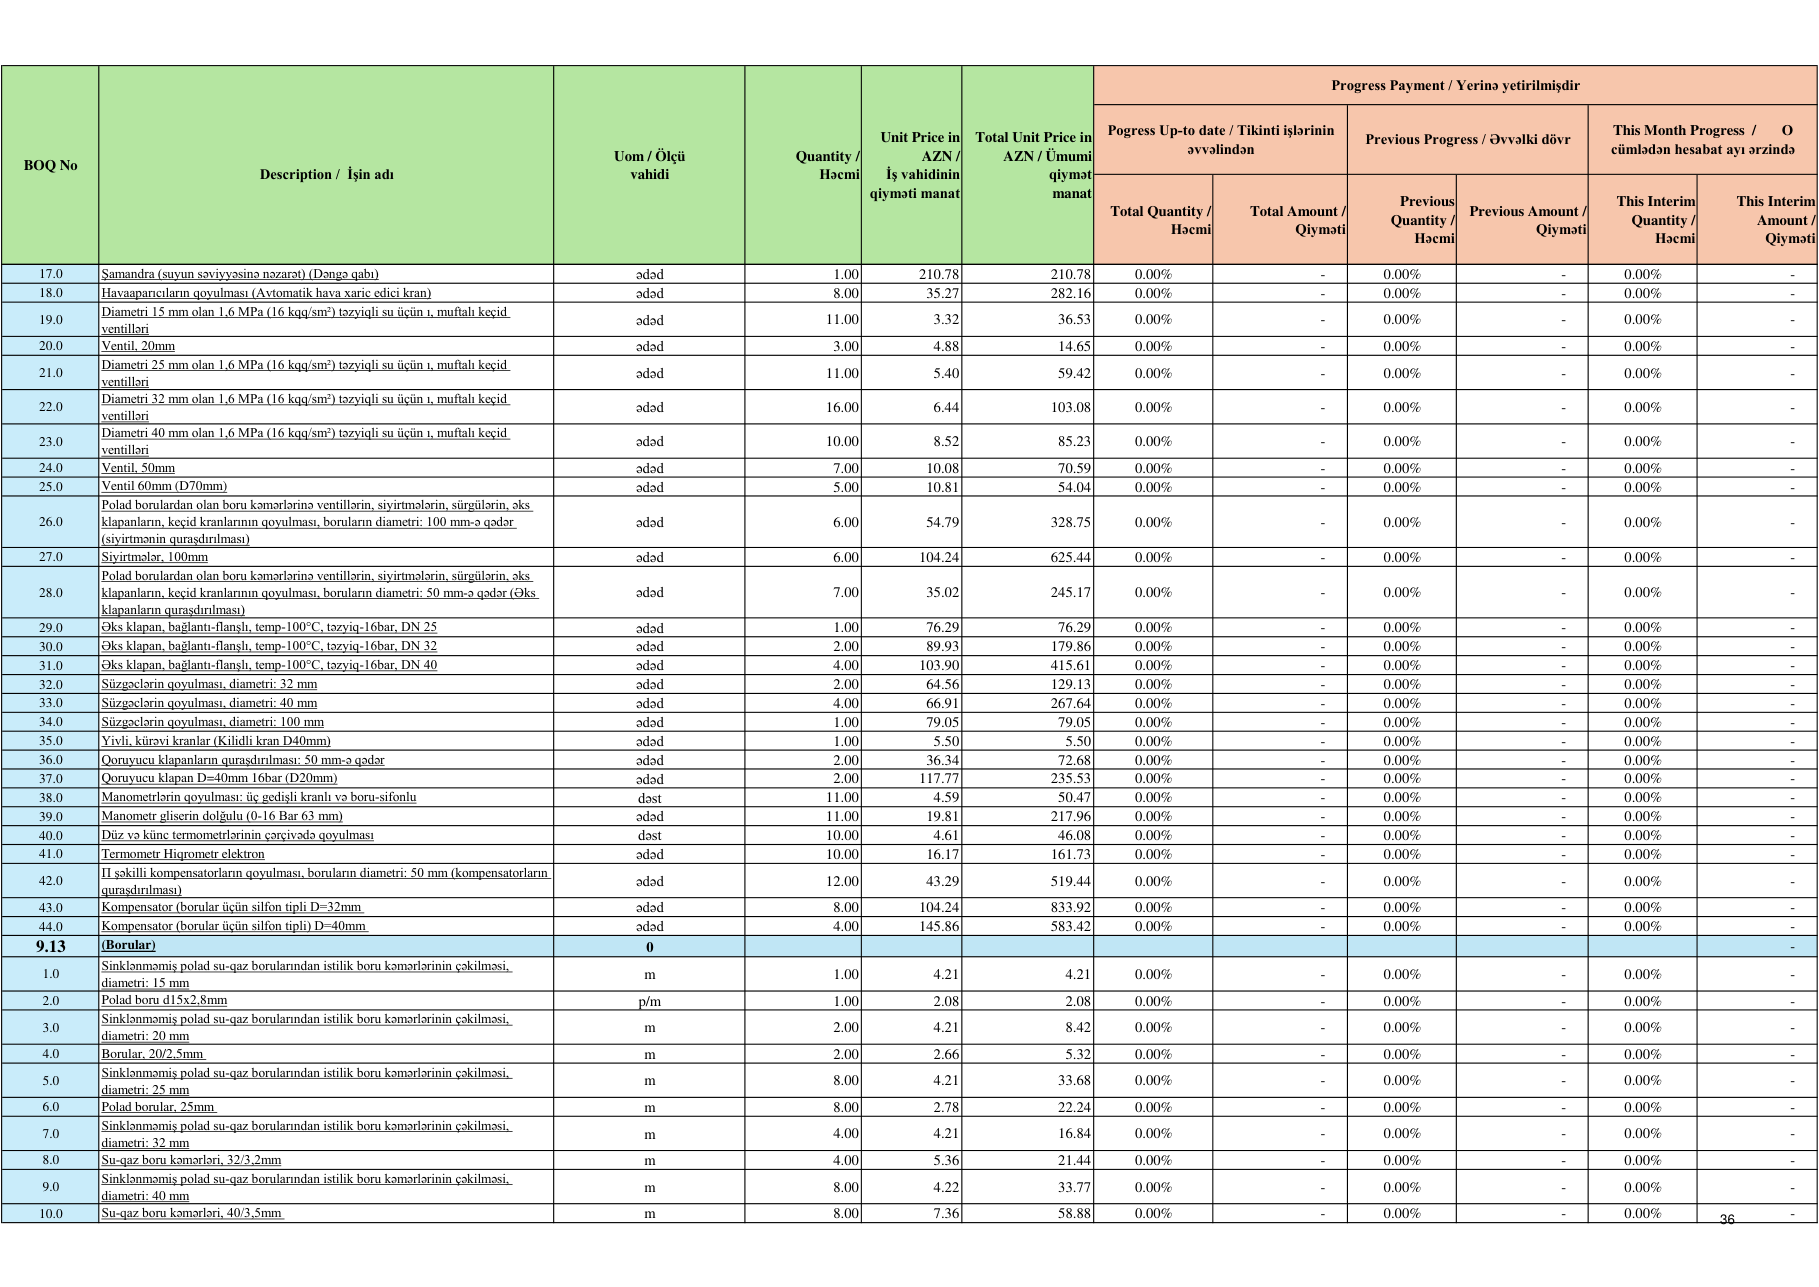 Progress Payment / Yerinə yetirilmişdir
BOQ No
Description / İşin adı
Uom / Ölçü
vahidi
Quantity /
Həcmi
Unit Price in
AZN /
İş vahidinin
qiyməti manat
Total Unit Price in
AZN / Ümumi
qiymət
manat
Pogress Up-to date / Tikinti işlərinin
əvvəlindən
Previous Progress / Əvvəlki dövr
This Month Progress / O
cümlədən hesabat ayı ərzində
Total Quantity /
Həcmi
Total Amount /
Qiyməti
Previous
Quantity /
Həcmi
Previous Amount /
Qiyməti
This Interim
Quantity /
Həcmi
This Interim
Amount /
Qiyməti
17.0 Şamandra (suyun səviyyəsinə nəzarət) (Dəngə qabı) ədəd 1.00 210.78 210.78 0.00% - 0.00% - 0.00% -
18.0 Havaaparıcıların qoyulması (Avtomatik hava xaric edici kran) ədəd 8.00 35.27 282.16 0.00% - 0.00% - 0.00% -
19.0 Diametri 15 mm olan 1,6 MPa (16 kqq/sm²) təzyiqli su üçün ı, muftalı keçid
ventilləri ədəd 11.00 3.32 36.53 0.00% - 0.00% - 0.00% -
20.0 Ventil, 20mm ədəd 3.00 4.88 14.65 0.00% - 0.00% - 0.00% -
21.0 Diametri 25 mm olan 1,6 MPa (16 kqq/sm²) təzyiqli su üçün ı, muftalı keçid
ventilləri ədəd 11.00 5.40 59.42 0.00% - 0.00% - 0.00% -
22.0 Diametri 32 mm olan 1,6 MPa (16 kqq/sm²) təzyiqli su üçün ı, muftalı keçid
ventilləri ədəd 16.00 6.44 103.08 0.00% - 0.00% - 0.00% -
23.0 Diametri 40 mm olan 1,6 MPa (16 kqq/sm²) təzyiqli su üçün ı, muftalı keçid
ventilləri ədəd 10.00 8.52 85.23 0.00% - 0.00% - 0.00% -
24.0 Ventil, 50mm ədəd 7.00 10.08 70.59 0.00% - 0.00% - 0.00% -
25.0 Ventil 60mm (D70mm) ədəd 5.00 10.81 54.04 0.00% - 0.00% - 0.00% -
26.0 Polad borulardan olan boru kəmərlərinə ventillərin, siyirtmələrin, sürgülərin, əks
klapanların, keçid kranlarının qoyulması, boruların diametri: 100 mm-ə qədər
(siyirtmənin quraşdırılması) ədəd 6.00 54.79 328.75 0.00% - 0.00% - 0.00% -
27.0 Siyirtmələr, 100mm ədəd 6.00 104.24 625.44 0.00% - 0.00% - 0.00% -
28.0 Polad borulardan olan boru kəmərlərinə ventillərin, siyirtmələrin, sürgülərin, əks
klapanların, keçid kranlarının qoyulması, boruların diametri: 50 mm-ə qədər (Əks
klapanların quraşdırılması) ədəd 7.00 35.02 245.17 0.00% - 0.00% - 0.00% -
29.0 Əks klapan, bağlantı-flanşlı, temp-100°C, təzyiq-16bar, DN 25 ədəd 1.00 76.29 76.29 0.00% - 0.00% - 0.00% -
30.0 Əks klapan, bağlantı-flanşlı, temp-100°C, təzyiq-16bar, DN 32 ədəd 2.00 89.93 179.86 0.00% - 0.00% - 0.00% -
31.0 Əks klapan, bağlantı-flanşlı, temp-100°C, təzyiq-16bar, DN 40 ədəd 4.00 103.90 415.61 0.00% - 0.00% - 0.00% -
32.0 Süzgəclərin qoyulması, diametri: 32 mm ədəd 2.00 64.56 129.13 0.00% - 0.00% - 0.00% -
33.0 Süzgəclərin qoyulması, diametri: 40 mm ədəd 4.00 66.91 267.64 0.00% - 0.00% - 0.00% -
34.0 Süzgəclərin qoyulması, diametri: 100 mm ədəd 1.00 79.05 79.05 0.00% - 0.00% - 0.00% -
35.0 Yivli, kürəvi kranlar (Kilidli kran D40mm) ədəd 1.00 5.50 5.50 0.00% - 0.00% - 0.00% -
36.0 Qoruyucu klapanların quraşdırılması: 50 mm-ə qədər ədəd 2.00 36.34 72.68 0.00% - 0.00% - 0.00% -
37.0 Qoruyucu klapan D=40mm 16bar (D20mm) ədəd 2.00 117.77 235.53 0.00% - 0.00% - 0.00% -
38.0 Manometrlərin qoyulması: üç gedişli kranlı və boru-sifonlu dəst 11.00 4.59 50.47 0.00% - 0.00% - 0.00% -
39.0 Manometr gliserin dolğulu (0-16 Bar 63 mm) ədəd 11.00 19.81 217.96 0.00% - 0.00% - 0.00% -
40.0 Düz və künc termometrlərinin çərçivədə qoyulması dəst 10.00 4.61 46.08 0.00% - 0.00% - 0.00% -
41.0 Termometr Hiqrometr elektron ədəd 10.00 16.17 161.73 0.00% - 0.00% - 0.00% -
42.0 П şəkilli kompensatorların qoyulması, boruların diametri: 50 mm (kompensatorların
quraşdırılması) ədəd 12.00 43.29 519.44 0.00% - 0.00% - 0.00% -
43.0 Kompensator (borular üçün silfon tipli D=32mm ədəd 8.00 104.24 833.92 0.00% - 0.00% - 0.00% -
44.0 Kompensator (borular üçün silfon tipli) D=40mm ədəd 4.00 145.86 583.42 0.00% - 0.00% - 0.00% -
9.13 (Borular) 0 -
1.0 Sinklənməmiş polad su-qaz borularından istilik boru kəmərlərinin çəkilməsi,
diametri: 15 mm m 1.00 4.21 4.21 0.00% - 0.00% - 0.00% -
2.0 Polad boru d15x2,8mm p/m 1.00 2.08 2.08 0.00% - 0.00% - 0.00% -
3.0 Sinklənməmiş polad su-qaz borularından istilik boru kəmərlərinin çəkilməsi,
diametri: 20 mm m 2.00 4.21 8.42 0.00% - 0.00% - 0.00% -
4.0 Borular, 20/2,5mm m 2.00 2.66 5.32 0.00% - 0.00% - 0.00% -
5.0 Sinklənməmiş polad su-qaz borularından istilik boru kəmərlərinin çəkilməsi,
diametri: 25 mm m 8.00 4.21 33.68 0.00% - 0.00% - 0.00% -
6.0 Polad borular, 25mm m 8.00 2.78 22.24 0.00% - 0.00% - 0.00% -
7.0 Sinklənməmiş polad su-qaz borularından istilik boru kəmərlərinin çəkilməsi,
diametri: 32 mm m 4.00 4.21 16.84 0.00% - 0.00% - 0.00% -
8.0 Su-qaz boru kəmərləri, 32/3,2mm m 4.00 5.36 21.44 0.00% - 0.00% - 0.00% -
9.0 Sinklənməmiş polad su-qaz borularından istilik boru kəmərlərinin çəkilməsi,
diametri: 40 mm m 8.00 4.22 33.77 0.00% - 0.00% - 0.00% -
10.0 Su-qaz boru kəmərləri, 40/3,5mm m 8.00 7.36 58.88 0.00% - 0.00% - 0.00% -
36